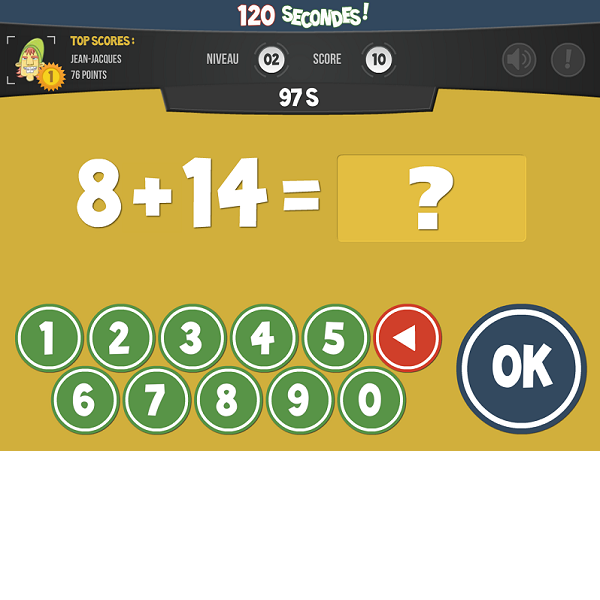 120 SECONDES!
TOP SCORES:
JEAN-JACQUES
76 POINTS
1
NIVEAU 02 SCORE 10
!
97 S
8+14= ?
1 2 3 4 5
6 7 8 9 0
OK